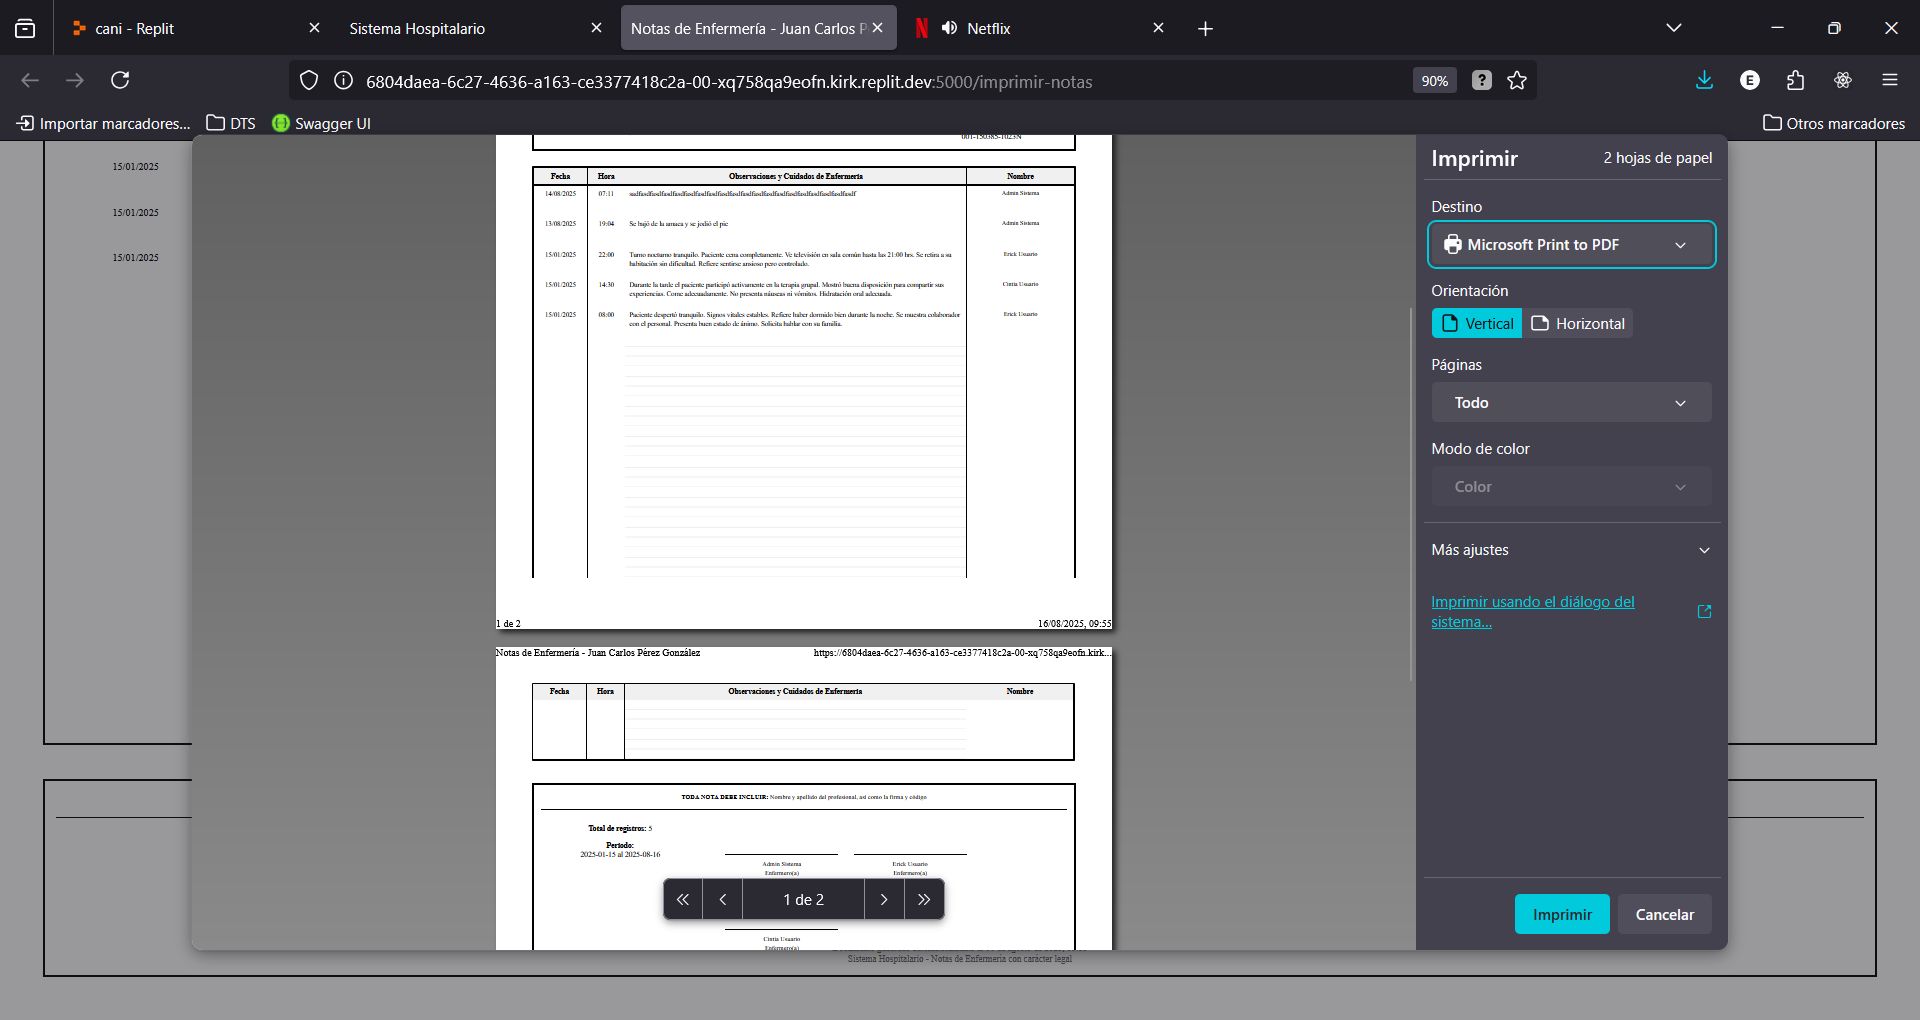 cani - Replit
Sistema Hospitalario
Notas de Enfermería - Juan Carlos P
Netflix
6804daea-6c27-4636-a163-ce3377418c2a-00-xq758qa9eofn.kirk.replit.dev:5000/imprimir-notas
90%
E
Importar marcadores...
DTS
Swagger UI
Otros marcadores
15/01/2025
15/01/2025
15/01/2025
001-150385-1023N
Fecha Hora Observaciones y Cuidados de Enfermería Nombre
14/08/2025 07:11 Admin Sistema
13/08/2025 19:04 Se bajó de la amaca y se jodió el pie Admin Sistema
15/01/2025 22:00 Turno nocturno tranquilo. Paciente cena completamente. Ve televisión en sala común hasta las 21:00 hrs. Se retira a su Erick Usuario
habitación sin dificultad. Refiere sentirse ansioso pero controlado.
15/01/2025 14:30 Durante la tarde el paciente participó activamente en la terapia grupal. Mostró buena disposición para compartir sus Cintia Usuario
experiencias. Come adecuadamente. No presenta náuseas ni vómitos. Hidratación oral adecuada.
15/01/2025 08:00 Paciente despertó tranquilo. Signos vitales estables. Refiere haber dormido bien durante la noche. Se muestra colaborador Erick Usuario
con el personal. Presenta buen estado de ánimo. Solicita hablar con su familia.
1 de 2 16/08/2025, 09:55
Notas de Enfermería - Juan Carlos Pérez González https://6804daea-6c27-4636-a163-ce3377418c2a-00-xq758qa9eofn.kirk...
Fecha Hora Observaciones y Cuidados de Enfermería Nombre
TODA NOTA DEBE INCLUIR: Nombre y apellido del profesional, así como la firma y código
Total de registros: 5
Periodo:
2025-01-15 al 2025-08-16
Admin Sistema Erick Usuario
Enfermero(a) Enfermero(a)
1 de 2
Cintia Usuario
Enfermero(a)
Sistema Hospitalario - Notas de Enfermería con carácter legal
Imprimir
2 hojas de papel
Destino
Microsoft Print to PDF
Orientación
Vertical
Horizontal
Páginas
Todo
Modo de color
Color
Más ajustes
Imprimir usando el diálogo del
sistema...
Imprimir
Cancelar